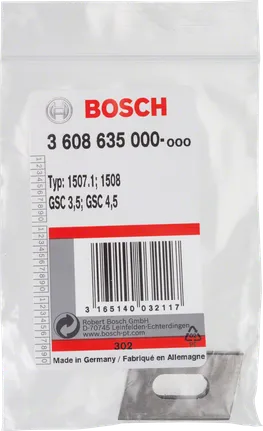 BOSCH
3 608 635 000-000
Typ: 1507.1; 1508
GSC 3,5; GSC 4,5
3 165140 032117
Robert Bosch GmbH
D-70745 Leinfelden-Echterdingen
bosch-pt.com
302
Made in Germany / Fabriqué en Allemagne